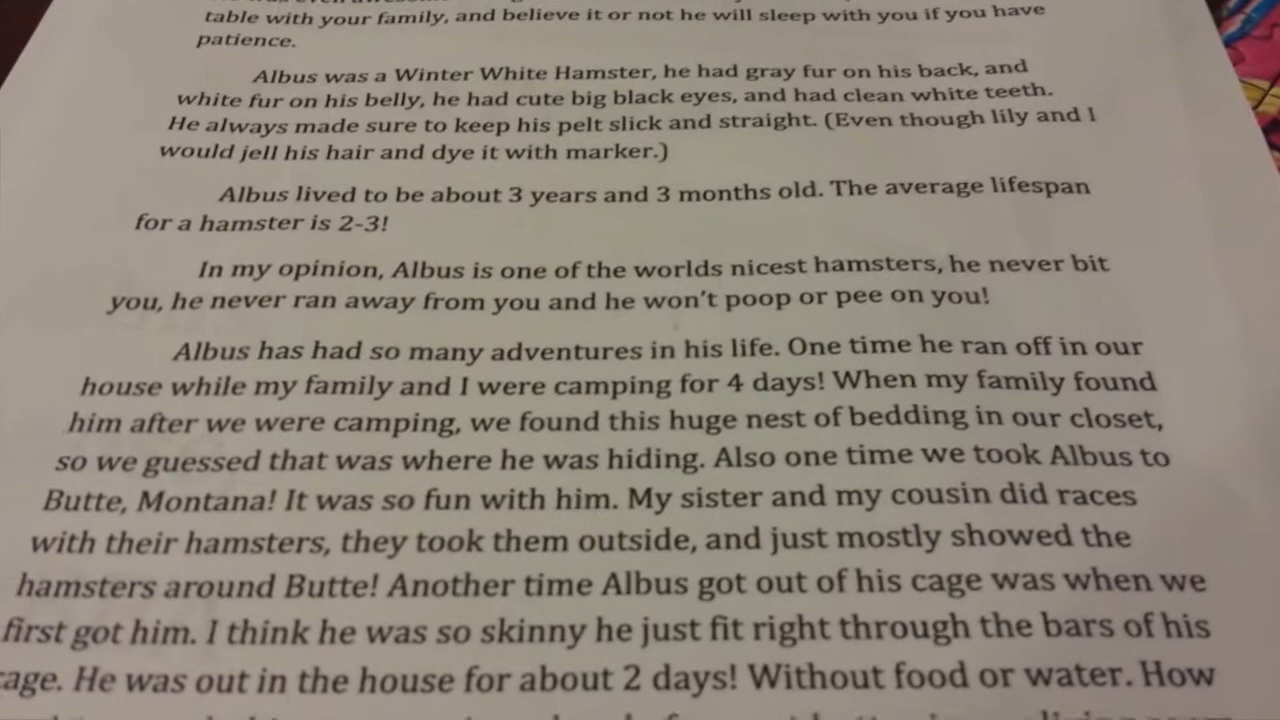 table with your family, and believe it or not he will sleep with you if you have
patience.
Albus was a Winter White Hamster, he had gray fur on his back, and
white fur on his belly, he had cute big black eyes, and had clean white teeth.
He always made sure to keep his pelt slick and straight. (Even though lily and I
would jell his hair and dye it with marker.)
Albus lived to be about 3 years and 3 months old. The average lifespan
for a hamster is 2-3!
In my opinion, Albus is one of the worlds nicest hamsters, he never bit
you, he never ran away from you and he won't poop or pee on you!
Albus has had so many adventures in his life. One time he ran off in our
house while my family and I were camping for 4 days! When my family found
him after we were camping, we found this huge nest of bedding in our closet,
so we guessed that was where he was hiding. Also one time we took Albus to
Butte, Montana! It was so fun with him. My sister and my cousin did races
with their hamsters, they took them outside, and just mostly showed the
hamsters around Butte! Another time Albus got out of his cage was when we
first got him. I think he was so skinny he just fit right through the bars of his
cage. He was out in the house for about 2 days! Without food or water. How